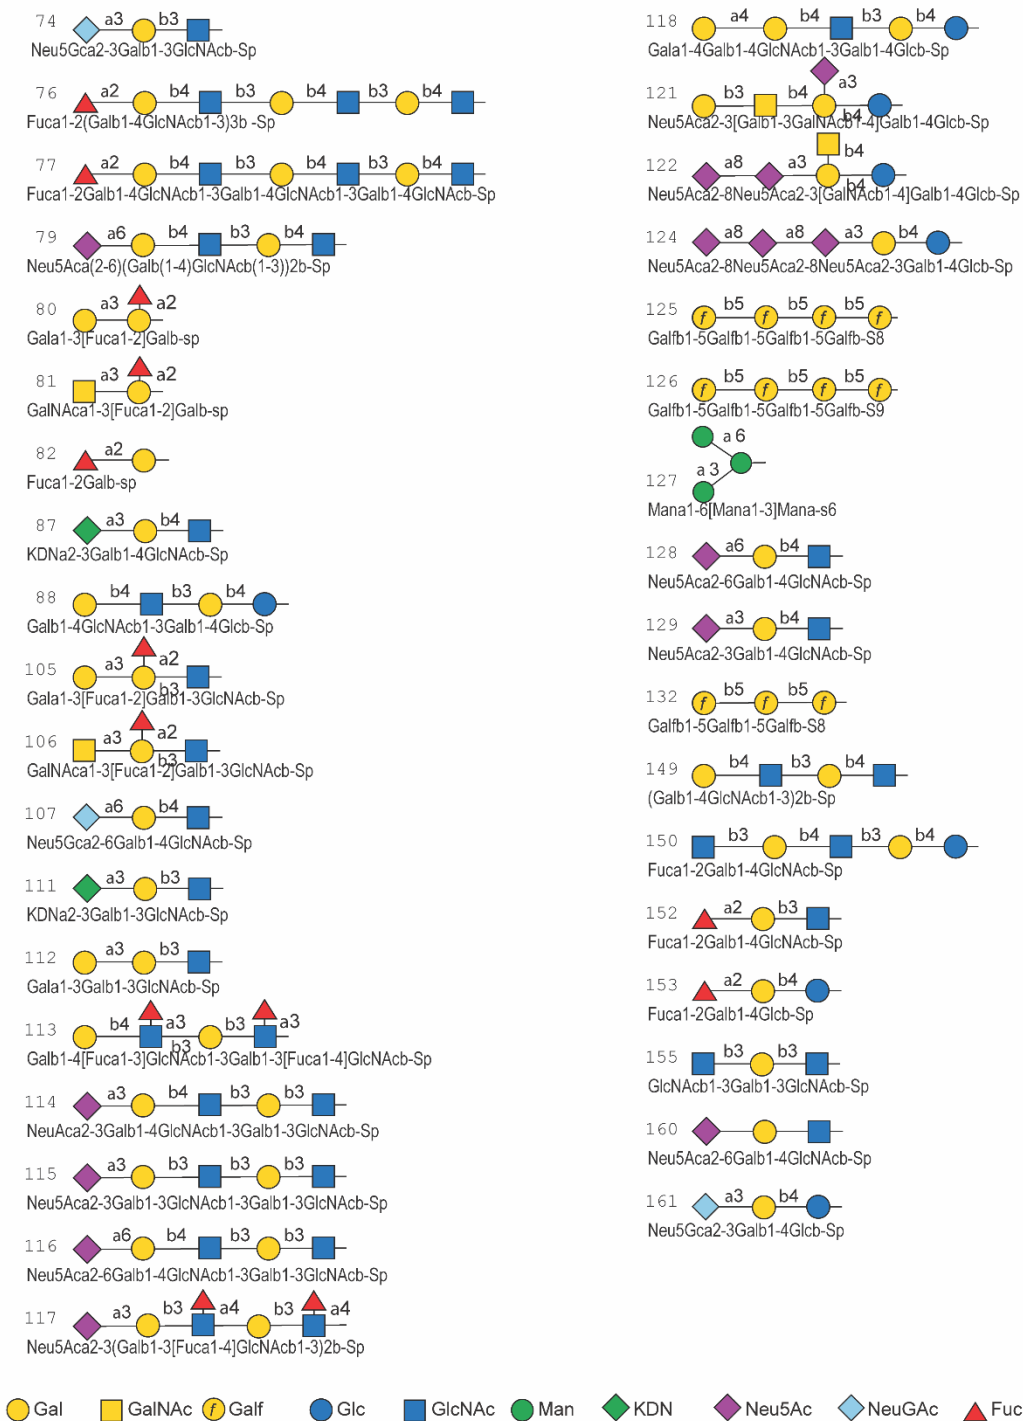 74 a3 b3
Neu5Gca2-3Galb1-3GlcNAcb-Sp
76 a2 b4 b3 b4 b3 b4
Fuca1-2(Galb1-4GlcNAcb1-3)3b -Sp
77 a2 b4 b3 b4 b3 b4
Fuca1-2Galb1-4GlcNAcb1-3Galb1-4GlcNAcb1-3Galb1-4GlcNAcb-Sp
79 a6 b4 b3 b4
Neu5Aca(2-6)(Galb(1-4)GlcNAcb(1-3))2b-Sp
80 a3 a2
Gala1-3[Fuca1-2]Galb-sp
81 a3 a2
GalNAca1-3[Fuca1-2]Galb-sp
82 a2
Fuca1-2Galb-sp
87 a3 b4
KDNa2-3Galb1-4GlcNAcb-Sp
88 b4 b3 b4
Galb1-4GlcNAcb1-3Galb1-4Glcb-Sp
105 a3 a2
b3
Gala1-3[Fuca1-2]Galb1-3GlcNAcb-Sp
106 a3 a2
b3
GalNAca1-3[Fuca1-2]Galb1-3GlcNAcb-Sp
107 a6 b4
Neu5Gca2-6Galb1-4GlcNAcb-Sp
111 a3 b3
KDNa2-3Galb1-3GlcNAcb-Sp
112 a3 b3
Gala1-3Galb1-3GlcNAcb-Sp
113 b4 a3 b3 a3
b3
Galb1-4[Fuca1-3]GlcNAcb1-3Galb1-3[Fuca1-4]GlcNAcb-Sp
114 a3 b4 b3 b3
NeuAca2-3Galb1-4GlcNAcb1-3Galb1-3GlcNAcb-Sp
115 a3 b3 b3 b3
Neu5Aca2-3Galb1-3GlcNAcb1-3Galb1-3GlcNAcb-Sp
116 a6 b4 b3 b3
Neu5Aca2-6Galb1-4GlcNAcb1-3Galb1-3GlcNAcb-Sp
117 a3 b3 a4 b3 a4
Neu5Aca2-3(Galb1-3[Fuca1-4]GlcNAcb1-3)2b-Sp
118 a4 b4 b3 b4
Gala1-4Galb1-4GlcNAcb1-3Galb1-4Glcb-Sp
a3
121 b3 b4
b4
Neu5Aca2-3[Galb1-3GalNAcb1-4]Galb1-4Glcb-Sp
b4
122 a8 a3
b4
Neu5Aca2-8Neu5Aca2-3[GalNAcb1-4]Galb1-4Glcb-Sp
124 a8 a8 a3 b4
Neu5Aca2-8Neu5Aca2-8Neu5Aca2-3Galb1-4Glcb-Sp
125 b5 b5 b5
f f f f
Galfb1-5Galfb1-5Galfb1-5Galfb-S8
126 b5 b5 b5
f f f f
Galfb1-5Galfb1-5Galfb1-5Galfb-S9
a 6
a 3
127
Mana1-6[Mana1-3]Mana-s6
128 a6 b4
Neu5Aca2-6Galb1-4GlcNAcb-Sp
129 a3 b4
Neu5Aca2-3Galb1-4GlcNAcb-Sp
132 b5 b5
f f f
Galfb1-5Galfb1-5Galfb-S8
149 b4 b3 b4
(Galb1-4GlcNAcb1-3)2b-Sp
150 b3 b4 b3 b4
Fuca1-2Galb1-4GlcNAcb-Sp
152 a2 b3
Fuca1-2Galb1-4GlcNAcb-Sp
153 a2 b4
Fuca1-2Galb1-4Glcb-Sp
155 b3 b3
GlcNAcb1-3Galb1-3GlcNAcb-Sp
160
Neu5Aca2-6Galb1-4GlcNAcb-Sp
161 a3 b4
Neu5Gca2-3Galb1-4Glcb-Sp
Gal GalNAc f Galf Glc GlcNAc Man KDN Neu5Ac NeuGAc Fuc